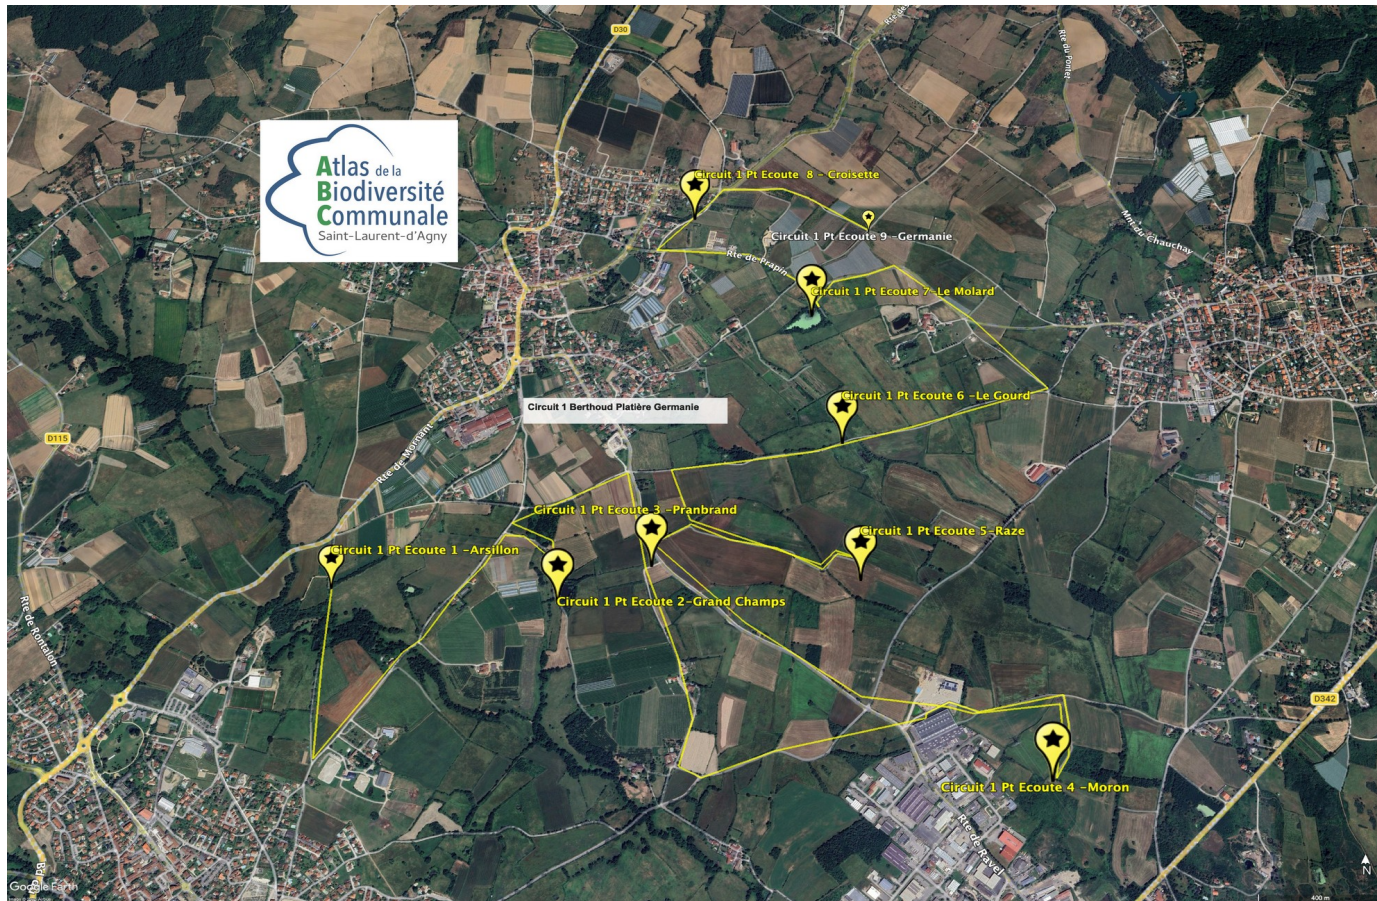 D30
Rte du Pontet
Atlas de la
Biodiversité
Communale
Saint-Laurent-d'Agny
Circuit 1 Pt Ecoute 8 - Croisette
Mnt du Chauchay
Circuit 1 Pt Ecoute 9 -Germanie
Rte de Prapin
Circuit 1 Pt Ecoute 7-Le Molard
Circuit 1 Pt Ecoute 6 -Le Gourd
Circuit 1 Berthoud Platière Germanie
D115
Rte de Mornant
Circuit 1 Pt Ecoute 3 -Pranbrand
Circuit 1 Pt Ecoute 5-Raze
Circuit 1 Pt Ecoute 1 -Arsillon
Circuit 1 Pt Ecoute 2-Grand Champs
Rte de Rontalon
D342
Circuit 1 Pt Ecoute 4 -Moron
Rte de Ravel
N
Google Earth
400 m